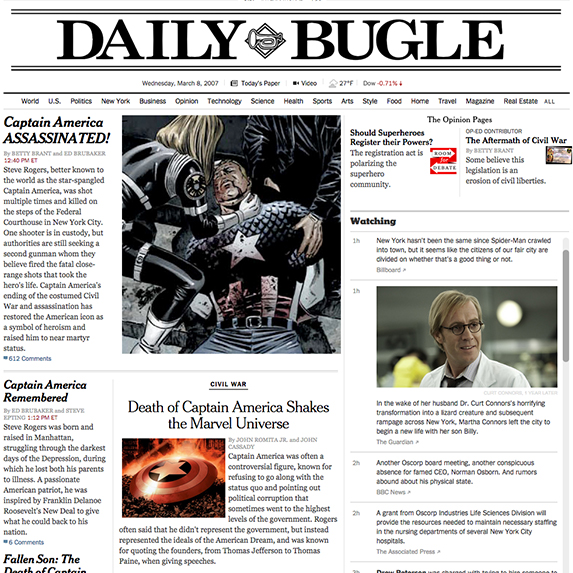 DAILY BUGLE
Wednesday, March 8, 2007
Today's Paper
Video
27°F
Dow -0.71%↓
World U.S. Politics New York Business Opinion Technology Science Health Sports Arts Style Food Home Travel Magazine Real Estate ALL
Captain America
ASSASSINATED!
By BETTY BRANT and ED BRUBAKER
12:40 PM ET
Steve Rogers, better known
to the world as the star-spangled
Captain America, was shot
multiple times and killed on
the steps of the Federal
Courthouse in New York City.
One shooter is in custody, but
authorities are still seeking a
second gunman whom they
believe fired the fatal close-
range shots that took the
hero's life. Captain America's
ending of the costumed Civil
War and assassination has
restored the American icon as
a symbol of heroism and
raised him to near martyr
status.
612 Comments
Captain America
Remembered
By ED BRUBAKER and STEVE
EPTING 1:12 PM ET
Steve Rogers was born and
raised in Manhattan,
struggling through the darkest
days of the Depression, during
which he lost both his parents
to illness. A passionate
American patriot, he was
inspired by Franklin Delanoe
Roosevelt's New Deal to give
what he could back to his
nation.
6 Comments
Fallen Son: The
Death of Captain
CIVIL WAR
Death of Captain America Shakes
the Marvel Universe
By JOHN ROMITA JR. and JOHN
CASSADY
Captain America was often a
controversial figure, known for
refusing to go along with the
status quo and pointing out
political corruption that
sometimes went to the highest
levels of the government. Rogers
often said that he didn't represent the government, but instead
represented the ideals of the American Dream, and was known
for quoting the founders, from Thomas Jefferson to Thomas
Paine, when giving speeches.
The Opinion Pages
Should Superheroes
Register their Powers?
The registration act is
polarizing the
superhero
community.
ROOM
for
DEBATE
OP-ED CONTRIBUTOR
The Aftermath of Civil War
By BETTY BRANT
Some believe this
legislation is an
erosion of civil liberties.
Watching
1h
New York hasn't been the same since Spider-Man crawled
into town, but it seems like the citizens of our fair city are
divided on whether that's a good thing or not.
Billboard ↗
1h
CURT CONNORS, 7 YEARS LATER
In the wake of her husband Dr. Curt Connors's horrifying
transformation into a lizard creature and subsequent
rampage across New York, Martha Connors left the city to
begin a new life with her son Billy.
The Guardian ↗
2h
Another Oscorp board meeting, another conspicuous
absence for famed CEO, Norman Osborn. And rumors
abound about his physical state.
BBC News ↗
2h
A grant from Oscorp Industries Life Sciences Division will
provide the resources needed to maintain necessary staffing
in the nursing departments of several New York City
hospitals.
The Associated Press ↗
3h
Drew Peterson was charged with trying to hire someone to